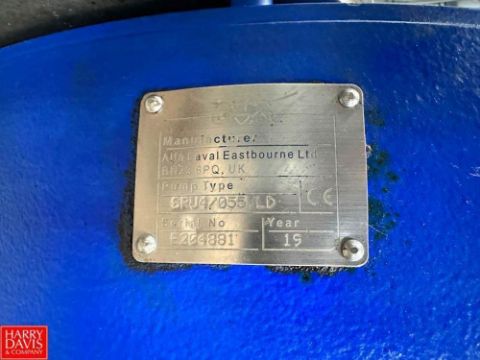 Manufacturer
Alfa Laval Eastbourne Ltd
BN23 6PQ, UK
Pump Type
SRU4/055/LD
CE
Serial No
Year
E204881
19
HARRY
DAVIS
& COMPANY